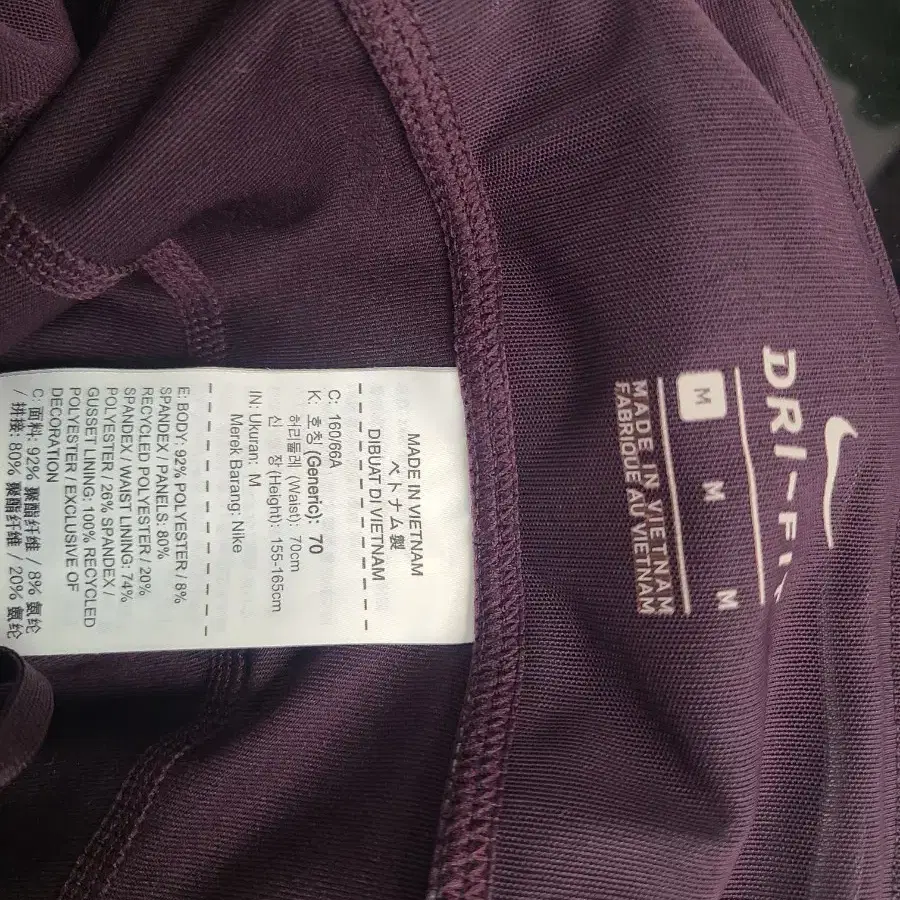 DRI-FIT
M
M
M
MADE IN VIETNAM
FABRIQUE AU VIETNAM
MADE IN VIETNAM
ベトナム製
DIBUAT DI VIETNAM
C: 160/66A
K: 호칭 (Generic): 70
허리둘레 (Waist): 70cm
신 장 (Height): 155-165cm
IN: Ukuran: M
Merek Barang: Nike
E: BODY: 92% POLYESTER / 8%
SPANDEX / PANELS: 80%
RECYCLED POLYESTER / 20%
SPANDEX / WAIST LINING: 74%
POLYESTER / 26% SPANDEX /
GUSSET LINING: 100% RECYCLED
POLYESTER / EXCLUSIVE OF
DECORATION
C: 面料: 92% 聚酯纤维 / 8% 氨纶
/ 拼接: 80% 聚酯纤维 / 20% 氨纶